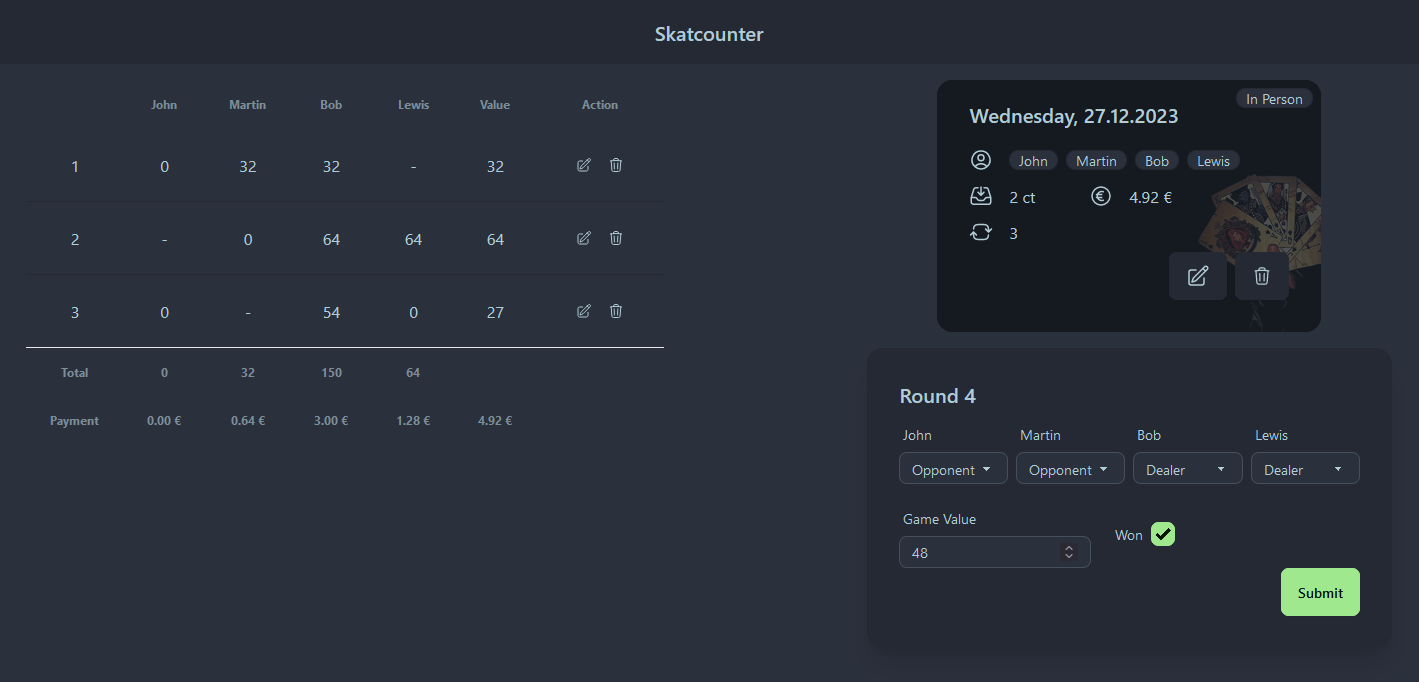 Skatcounter
John Martin Bob Lewis Value Action
1 0 32 32 - 32
2 - 0 64 64 64
3 0 - 54 0 27
Total 0 32 150 64
Payment 0.00 € 0.64 € 3.00 € 1.28 € 4.92 €
In Person
Wednesday, 27.12.2023
John Martin Bob Lewis
2 ct € 4.92 €
3
Round 4
John Martin Bob Lewis
Opponent Opponent Dealer Dealer
Game Value
48
Won
Submit